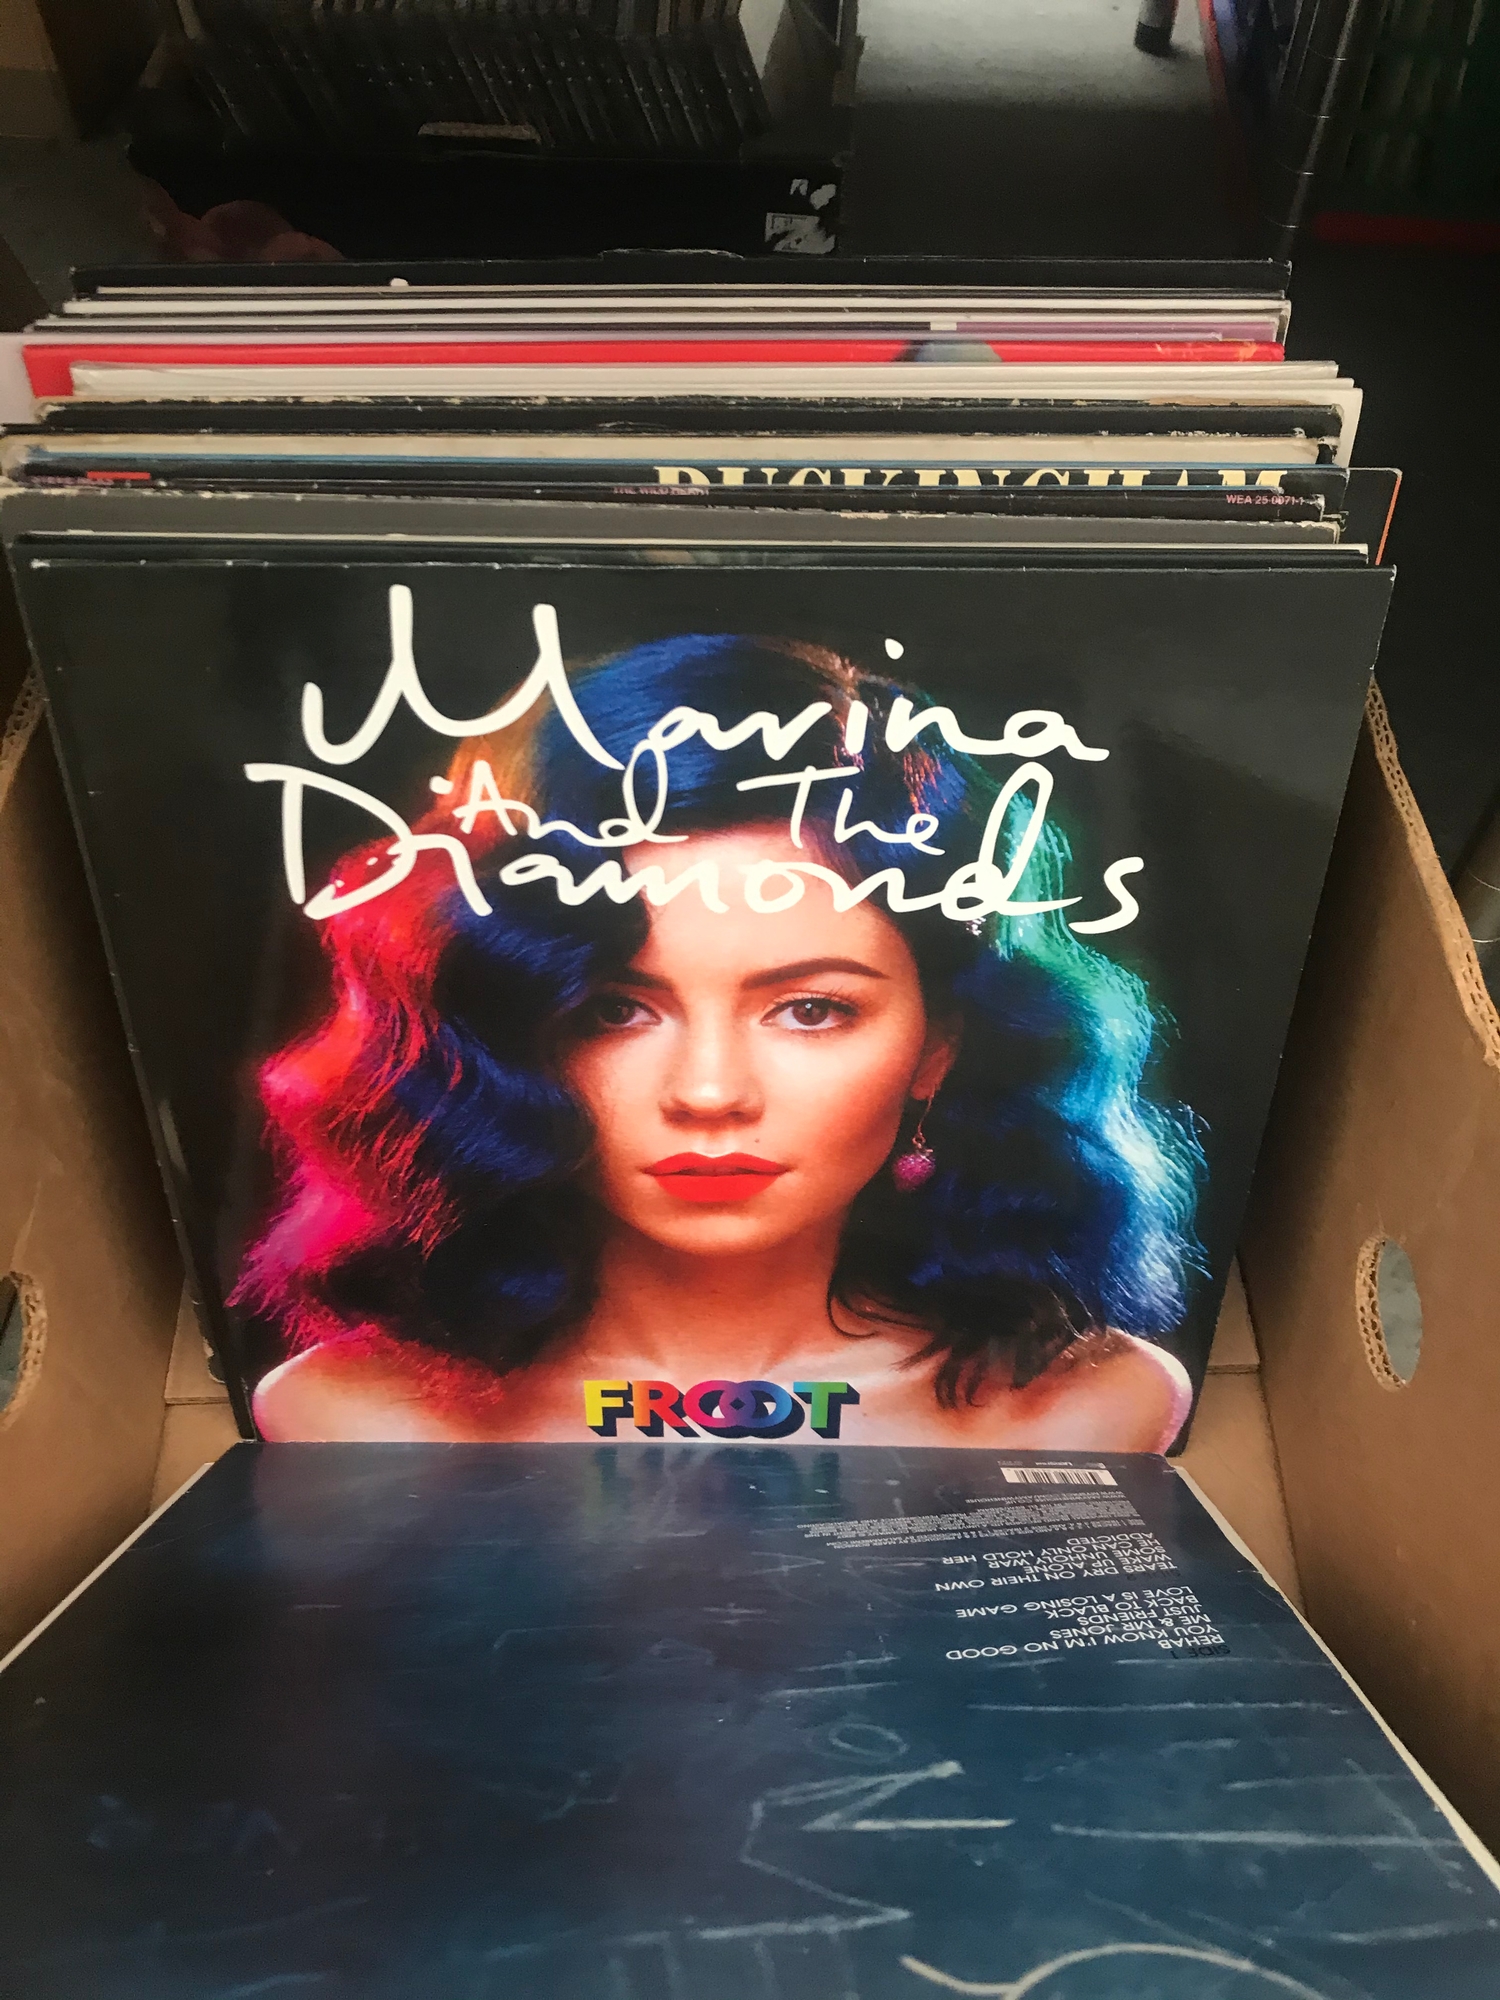 BUCKINGHAM
THE WILD HEART
WEA 25 0071-1
Marina
And The
Diamonds
FROOT
SIDE 1
REHAB
YOU KNOW I'M NO GOOD
ME & MR JONES
JUST FRIENDS
BACK TO BLACK
LOVE IS A LOSING GAME
TEARS DRY ON THEIR OWN
WAKE UP ALONE
SOME UNHOLY WAR
HE CAN ONLY HOLD HER
ADDICTED